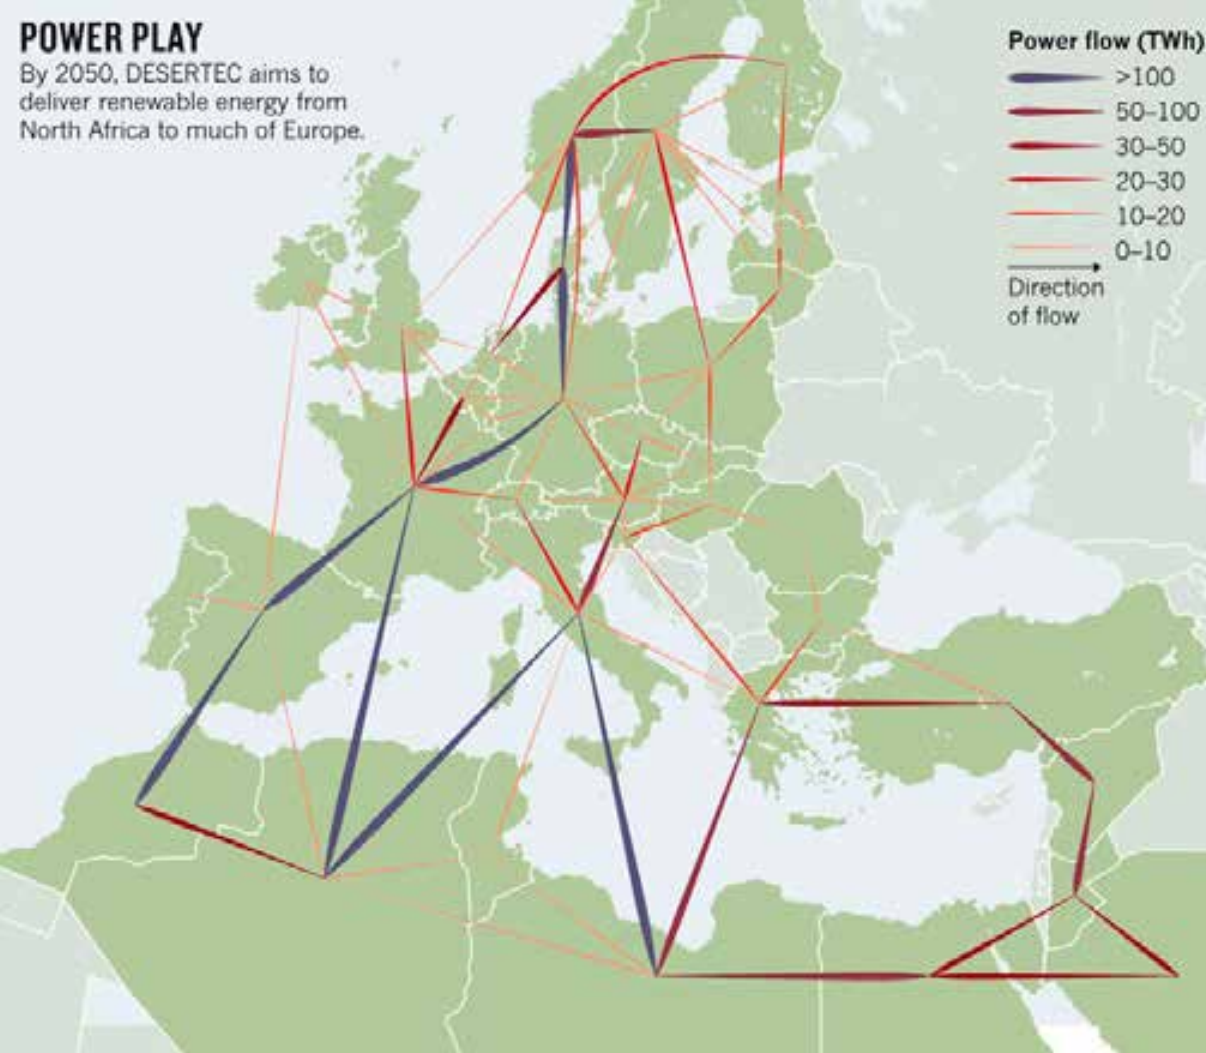 POWER PLAY
By 2050, DESERTEC aims to
deliver renewable energy from
North Africa to much of Europe.
Power flow (TWh)
>100
50–100
30–50
20–30
10–20
0–10
Direction
of flow